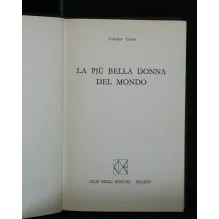 Salvator Gotta
LA PIÙ BELLA DONNA
DEL MONDO
CLUB DEGLI EDITORI - MILANO